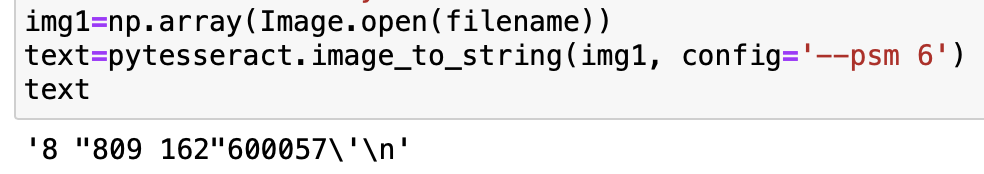 img1=np.array(Image.open(filename))
text=pytesseract.image_to_string(img1, config='--psm 6')
text
'8 "809 162"600057\'\n'